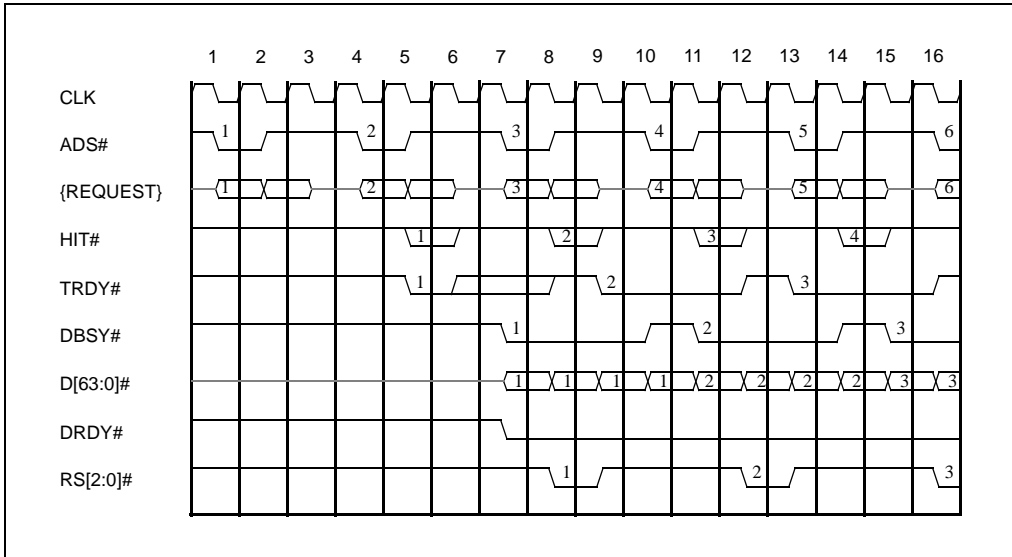 1 2 3 4 5 6 7 8 9 10 11 12 13 14 15 16
CLK
ADS# 1 2 3 4 5 6
{REQUEST} 1 2 3 4 5 6
HIT# 1 2 3 4
TRDY# 1 2 3
DBSY# 1 2 3
D[63:0]# 1 1 1 1 2 2 2 2 3 3
DRDY#
RS[2:0]# 1 2 3